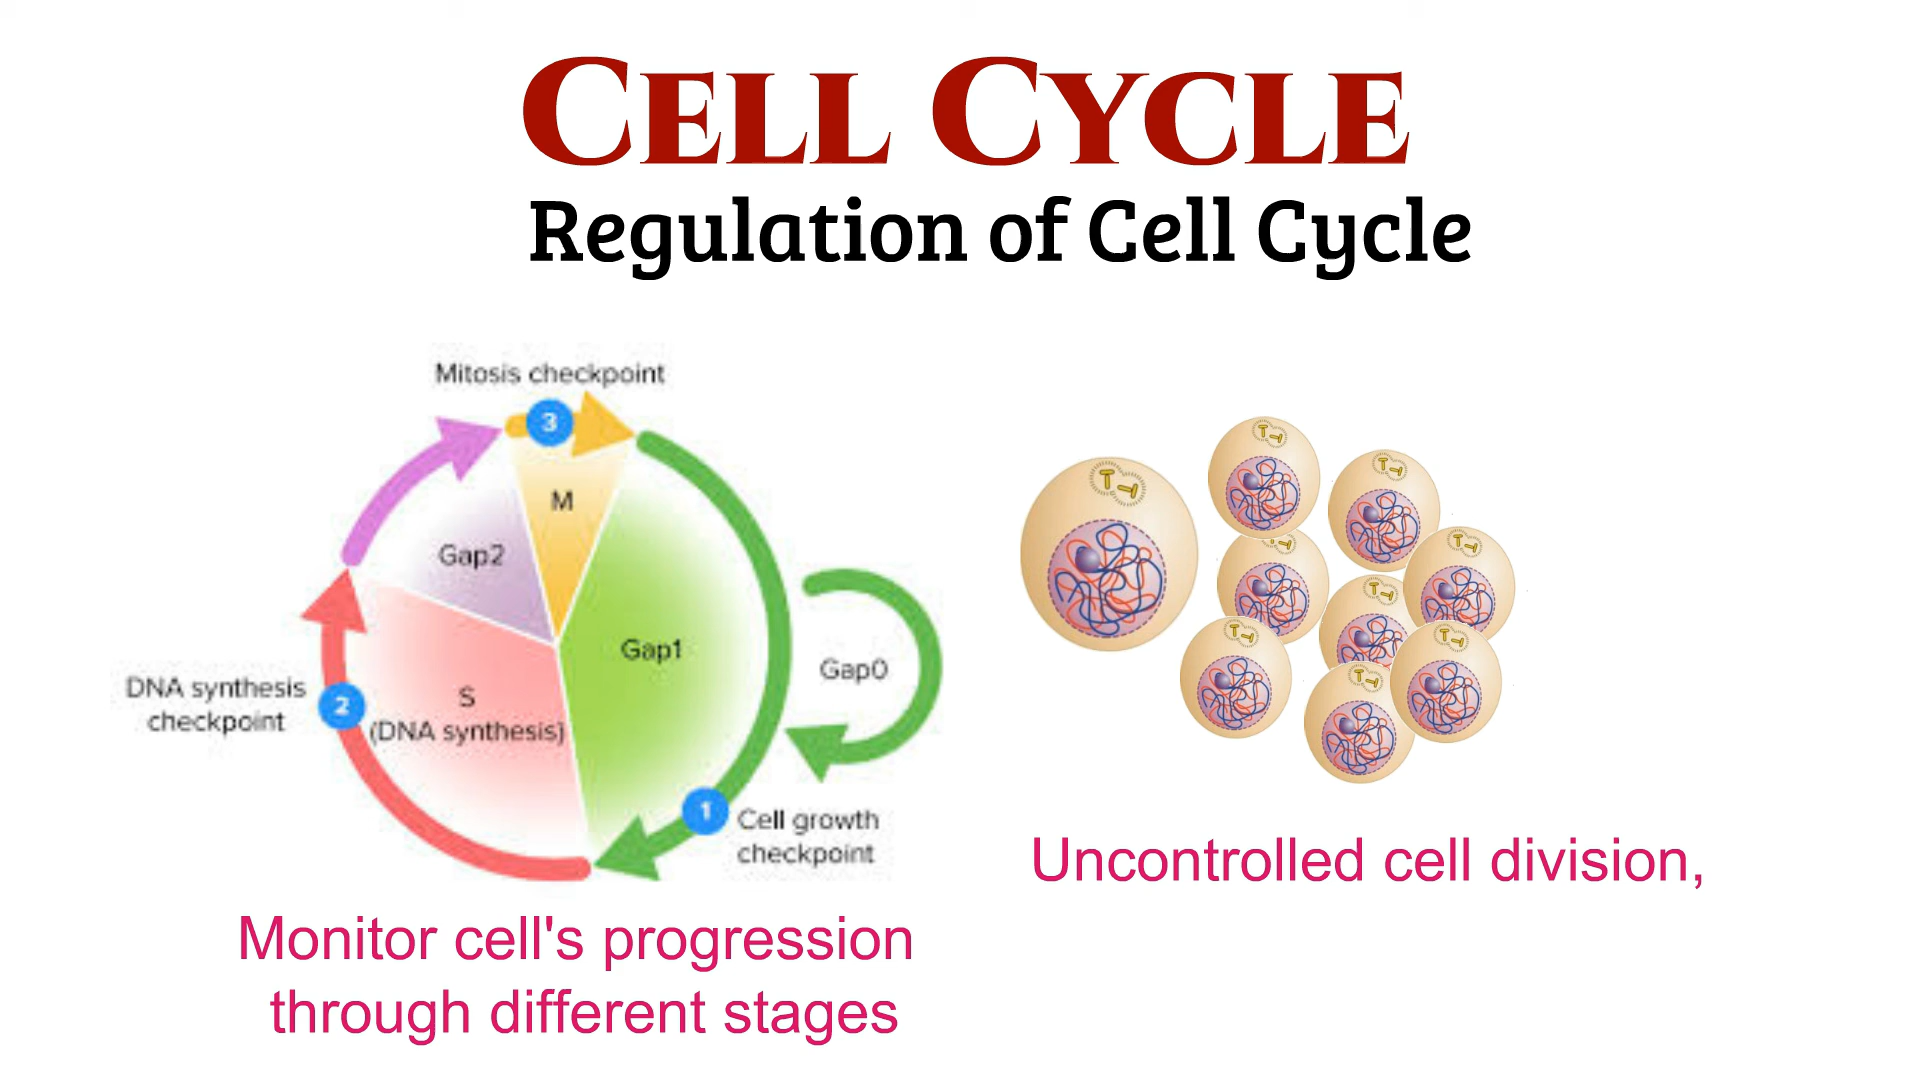 CELL CYCLE
Regulation of Cell Cycle
Mitosis checkpoint
3
M
Gap2
Gap1
Gap0
DNA synthesis
checkpoint
2
S
(DNA synthesis)
1
Cell growth
checkpoint
Uncontrolled cell division,
Monitor cell's progression
through different stages